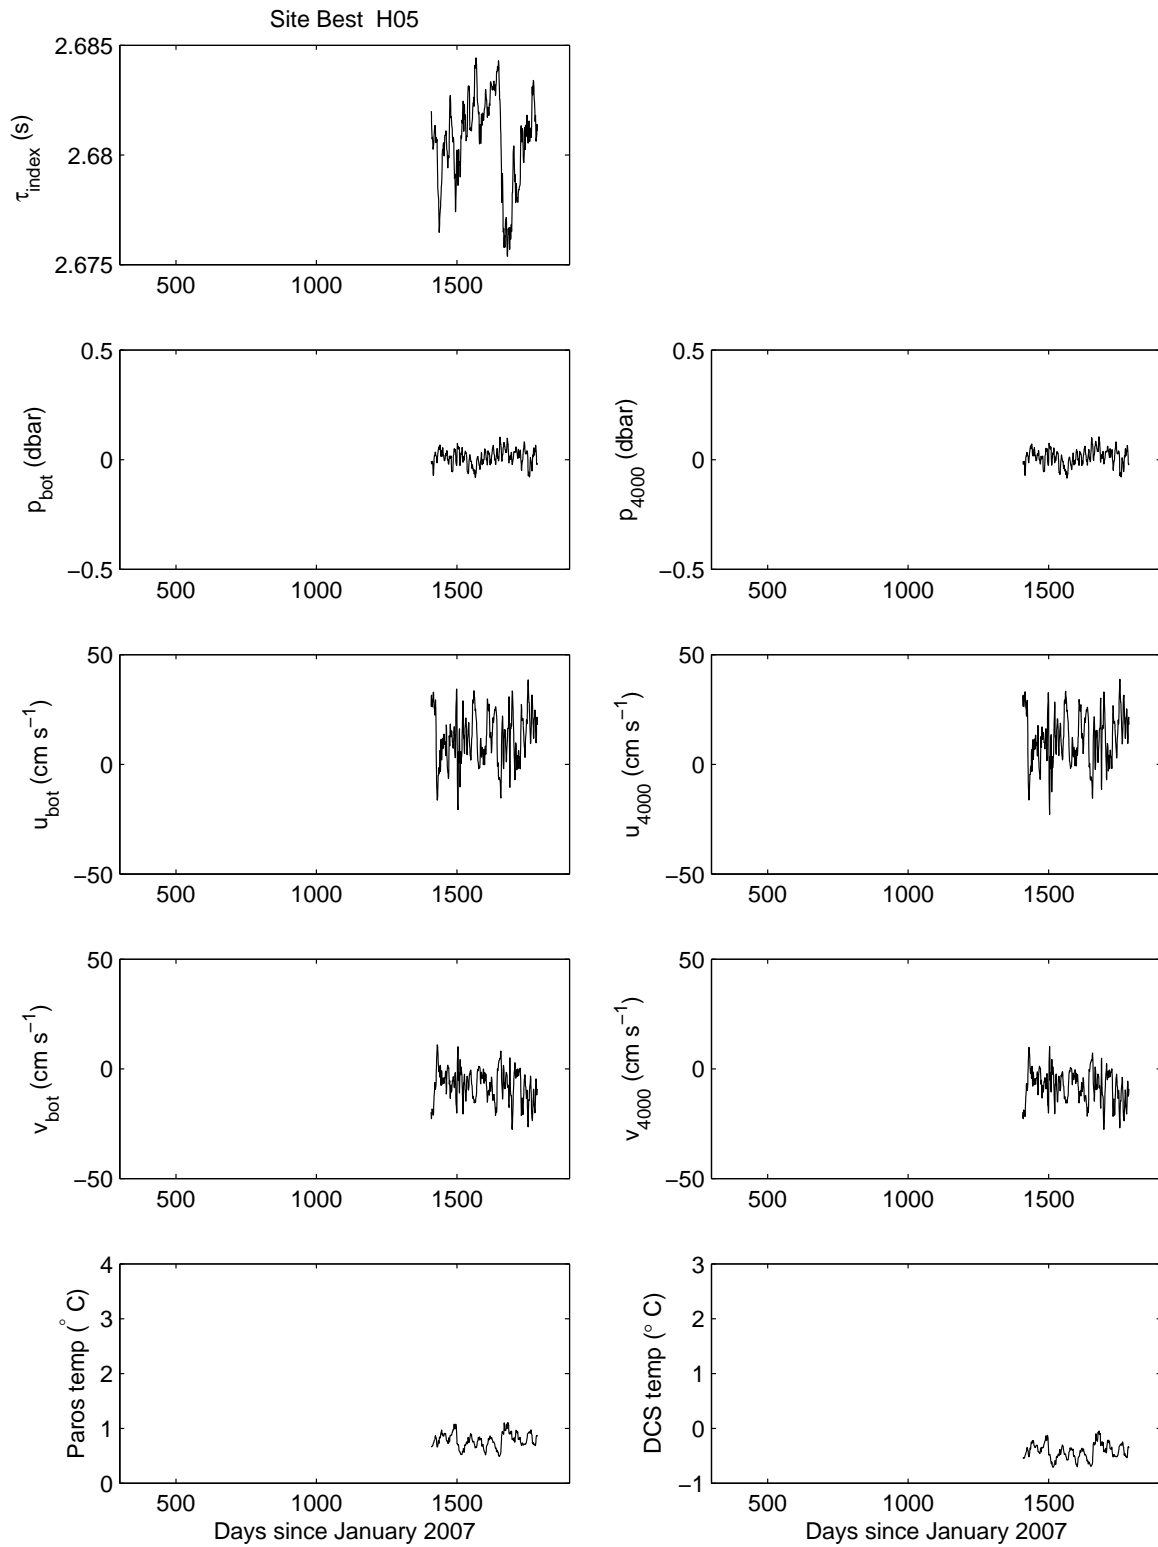 Site Best H05
2.685
2.68
2.675
τindex (s)
500 1000 1500
0.5
0
−0.5
pbot (dbar)
500 1000 1500
0.5
0
−0.5
p4000 (dbar)
500 1000 1500
50
0
−50
ubot (cm s−1)
500 1000 1500
50
0
−50
u4000 (cm s−1)
500 1000 1500
50
0
−50
vbot (cm s−1)
500 1000 1500
50
0
−50
v4000 (cm s−1)
500 1000 1500
4
3
2
1
0
Paros temp (° C)
500 1000 1500
Days since January 2007
3
2
1
0
−1
DCS temp (° C)
500 1000 1500
Days since January 2007